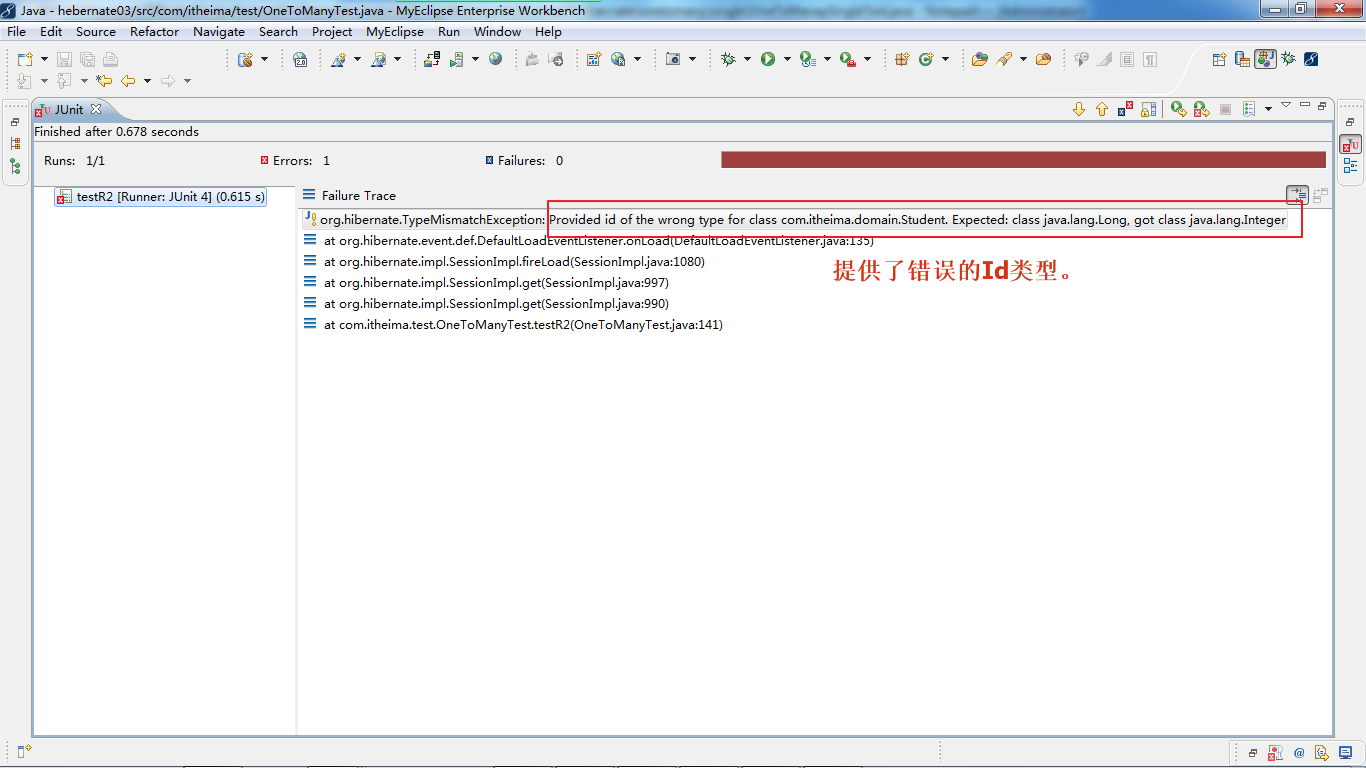 Java - hebernate03/src/com/itheima/test/OneToManyTest.java - MyEclipse Enterprise Workbench
File Edit Source Refactor Navigate Search Project MyEclipse Run Window Help
JUnit
Finished after 0.678 seconds
Runs: 1/1 Errors: 1 Failures: 0
testR2 [Runner: JUnit 4] (0.615 s)
Failure Trace
org.hibernate.TypeMismatchException: Provided id of the wrong type for class com.itheima.domain.Student. Expected: class java.lang.Long, got class java.lang.Integer
at org.hibernate.event.def.DefaultLoadEventListener.onLoad(DefaultLoadEventListener.java:135)
at org.hibernate.impl.SessionImpl.fireLoad(SessionImpl.java:1080)
at org.hibernate.impl.SessionImpl.get(SessionImpl.java:997)
at org.hibernate.impl.SessionImpl.get(SessionImpl.java:990)
at com.itheima.test.OneToManyTest.testR2(OneToManyTest.java:141)
提供了错误的Id类型。